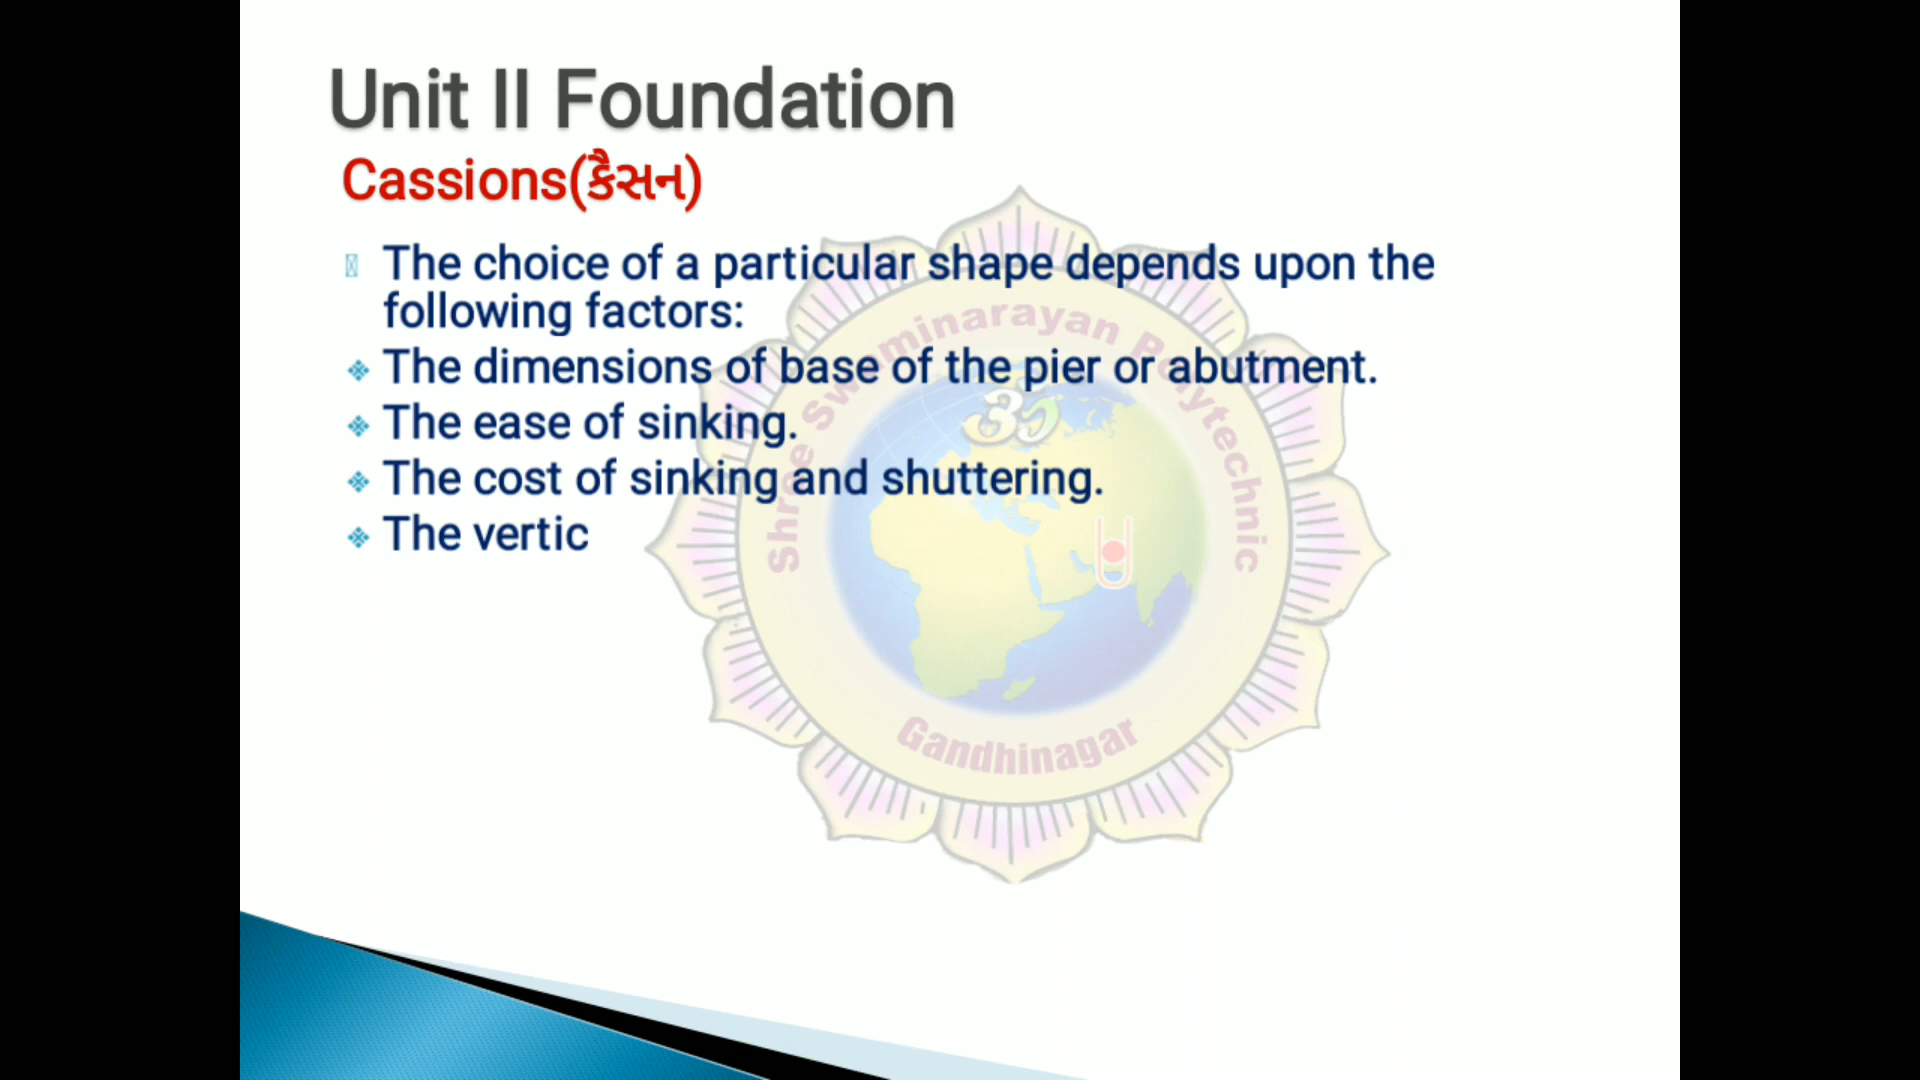 Unit II Foundation
Cassions(કૈસન)
The choice of a particular shape depends upon the
following factors:
The dimensions of base of the pier or abutment.
The ease of sinking.
The cost of sinking and shuttering.
The vertic
Shree Swaminarayan Polytechnic
ૐ
Gandhinagar